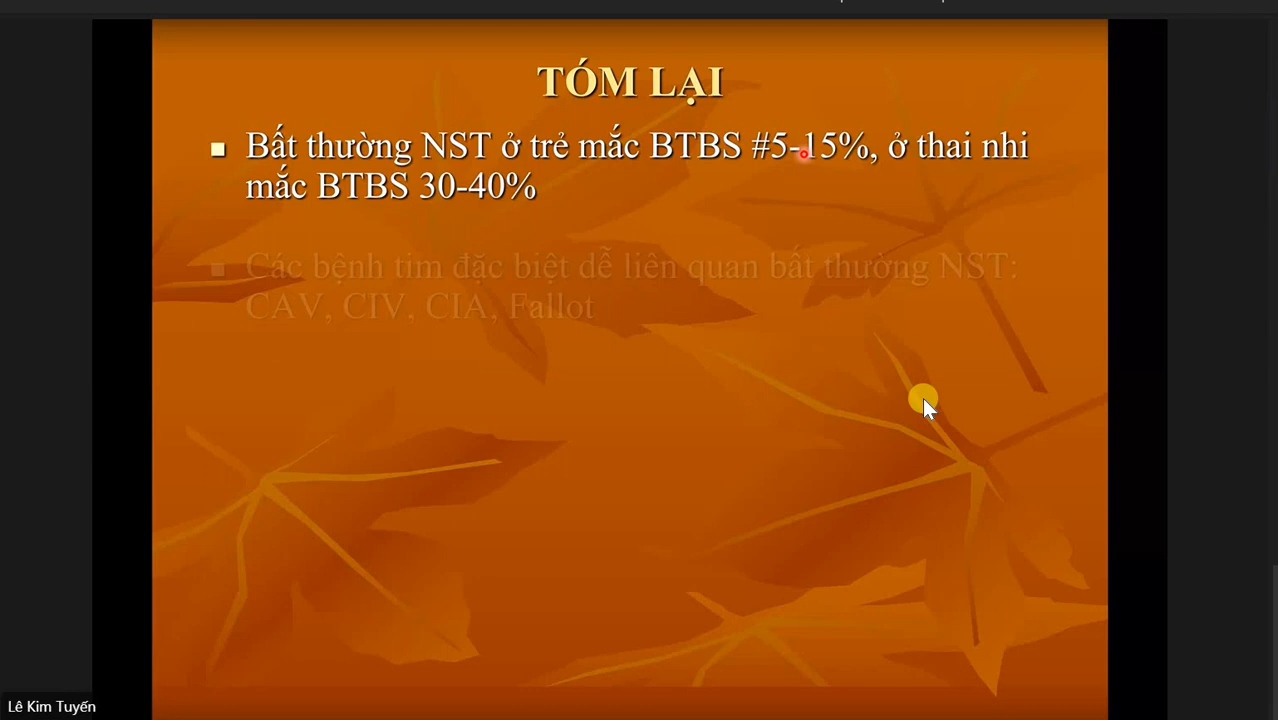 TÓM LẠI
Bất thường NST ở trẻ mắc BTBS #5-15%, ở thai nhi
mắc BTBS 30-40%
Các bệnh tim đặc biệt dễ liên quan bất thường NST:
CAV, CIV, CIA, Fallot
Lê Kim Tuyến